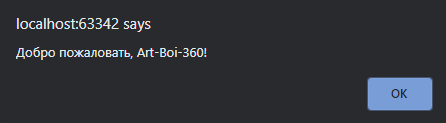 localhost:63342 says
Добро пожаловать, Art-Boi-360!
OK